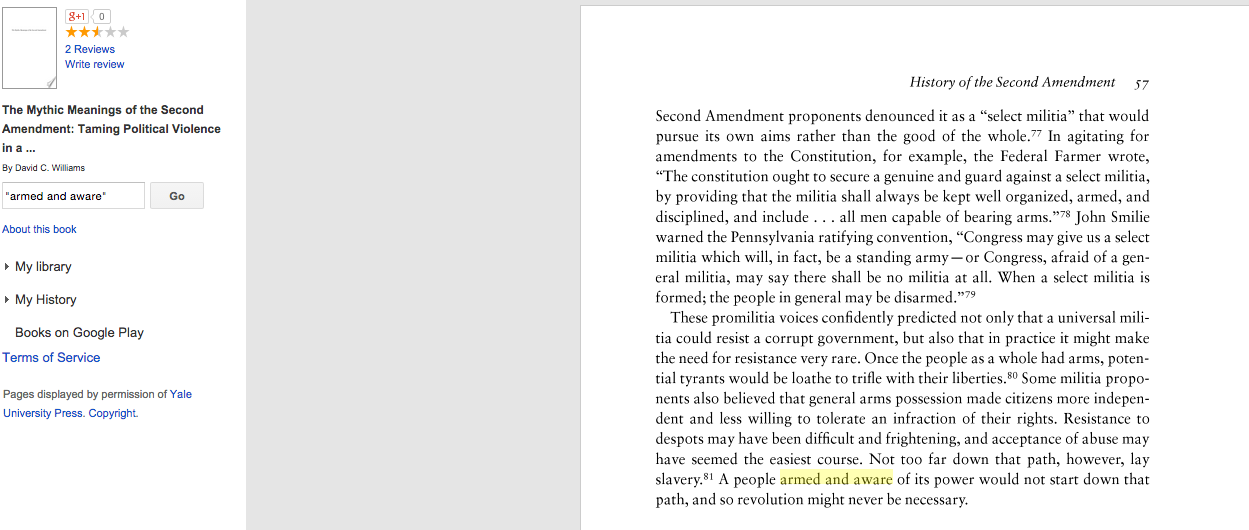 g+1 0
2 Reviews
Write review
The Mythic Meanings of the Second
Amendment: Taming Political Violence
in a ...
By David C. Williams
"armed and aware" Go
About this book
My library
My History
Books on Google Play
Terms of Service
Pages displayed by permission of Yale
University Press. Copyright.
History of the Second Amendment 57
Second Amendment proponents denounced it as a “select militia” that would
pursue its own aims rather than the good of the whole.77 In agitating for
amendments to the Constitution, for example, the Federal Farmer wrote,
“The constitution ought to secure a genuine and guard against a select militia,
by providing that the militia shall always be kept well organized, armed, and
disciplined, and include . . . all men capable of bearing arms.”78 John Smilie
warned the Pennsylvania ratifying convention, “Congress may give us a select
militia which will, in fact, be a standing army—or Congress, afraid of a gen-
eral militia, may say there shall be no militia at all. When a select militia is
formed; the people in general may be disarmed.”79
These promilitia voices confidently predicted not only that a universal mili-
tia could resist a corrupt government, but also that in practice it might make
the need for resistance very rare. Once the people as a whole had arms, poten-
tial tyrants would be loathe to trifle with their liberties.80 Some militia propo-
nents also believed that general arms possession made citizens more indepen-
dent and less willing to tolerate an infraction of their rights. Resistance to
despots may have been difficult and frightening, and acceptance of abuse may
have seemed the easiest course. Not too far down that path, however, lay
slavery.81 A people armed and aware of its power would not start down that
path, and so revolution might never be necessary.